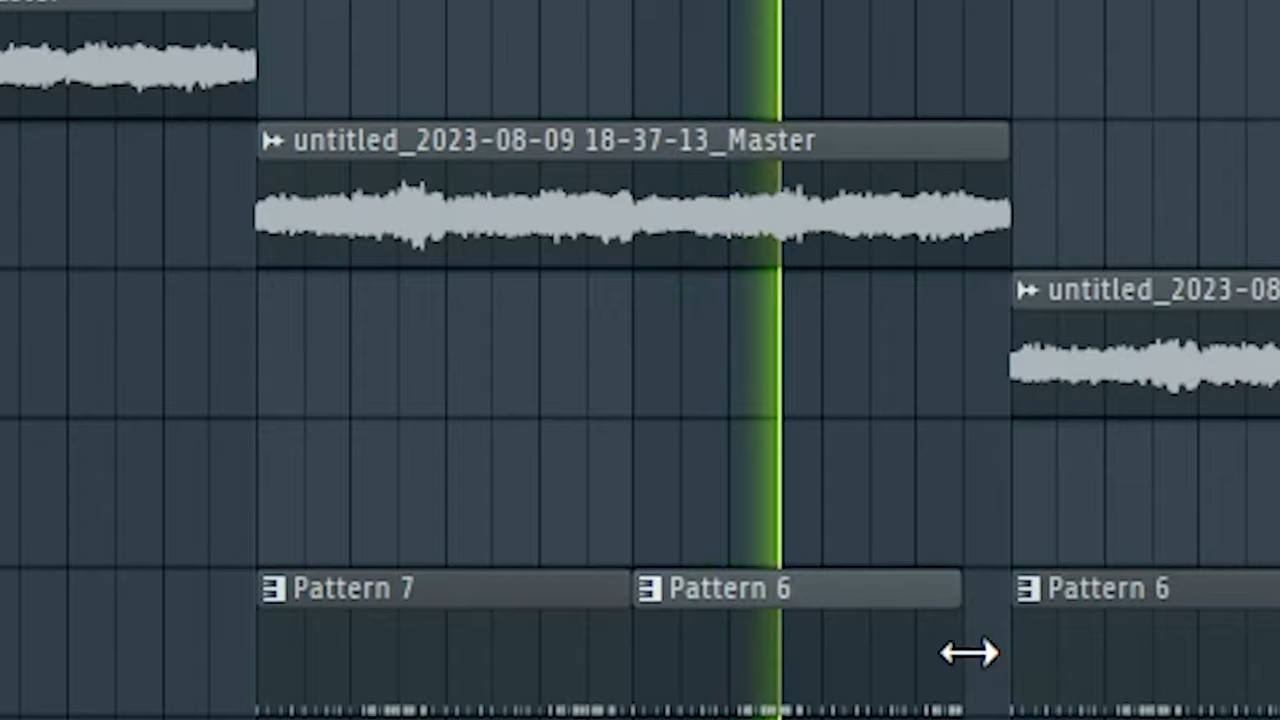 untitled_2023-08-09 18-37-13_Master
untitled_2023-08
Pattern 7
Pattern 6
Pattern 6